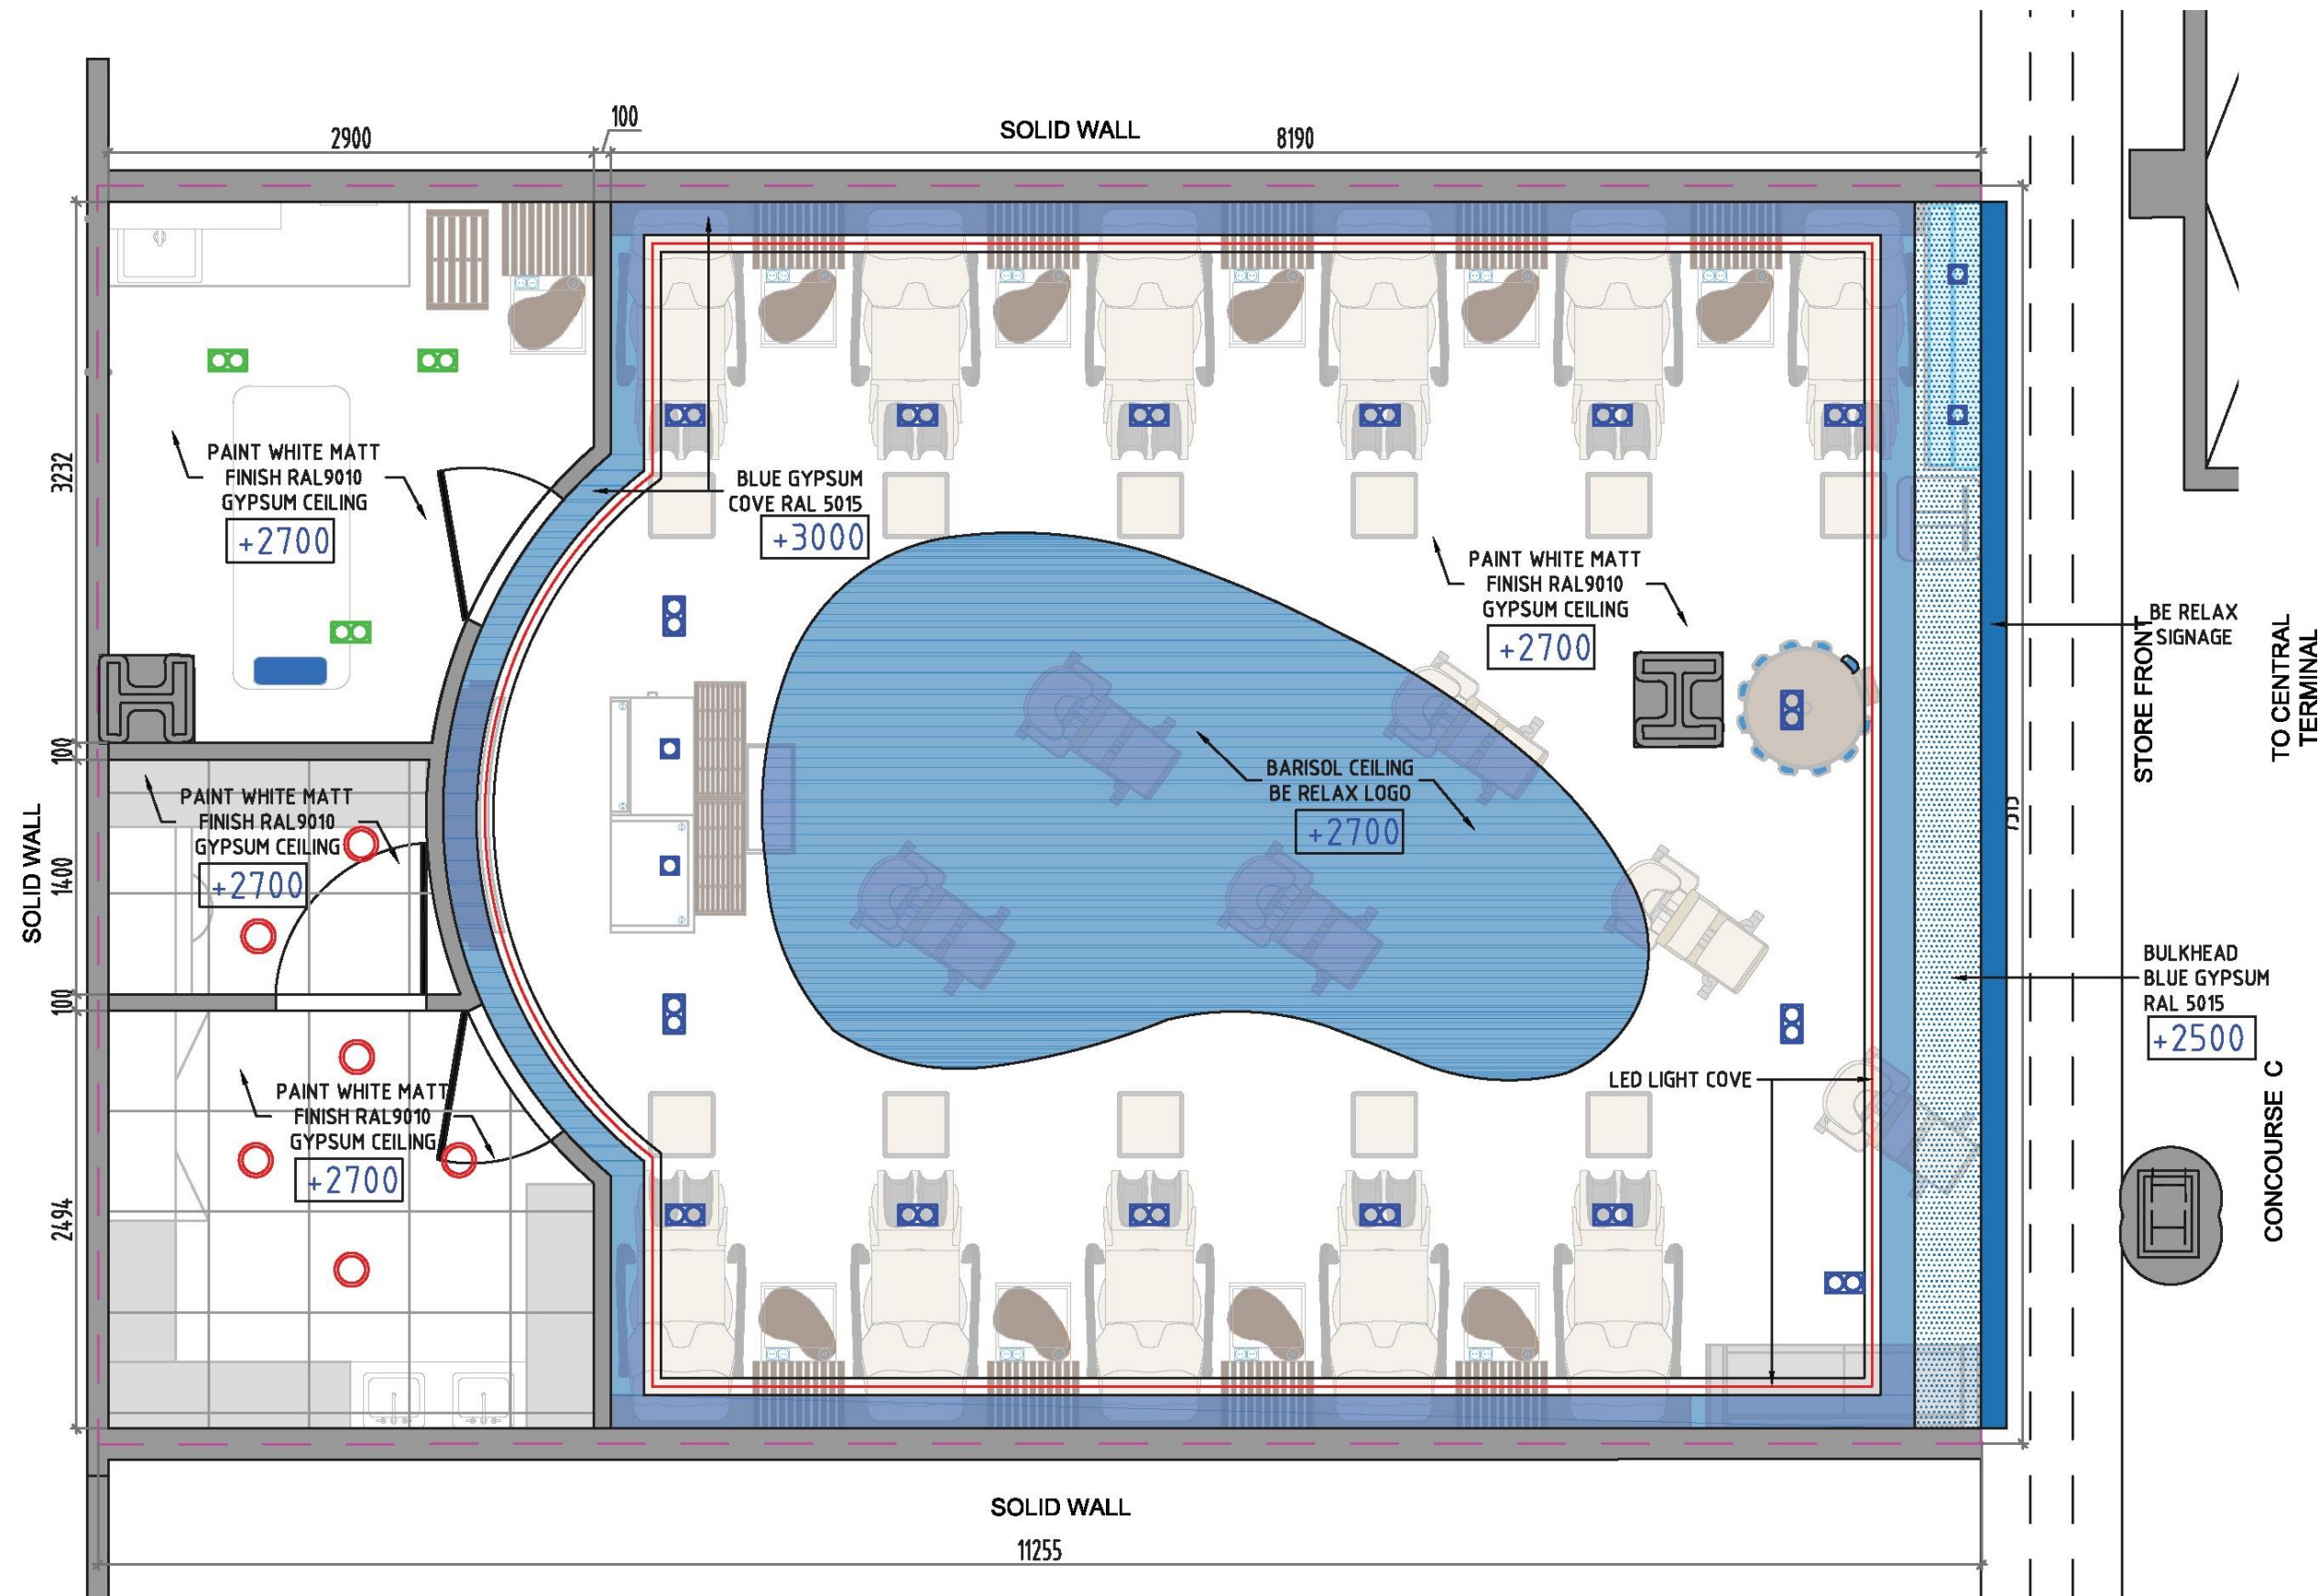 100
SOLID WALL
2900
8190
PAINT WHITE MATT
FINISH RAL9010
GYPSUM CEILING
+2700
3232
BLUE GYPSUM
COVE RAL 5015
+3000
PAINT WHITE MATT
FINISH RAL9010
GYPSUM CEILING
+2700
BE RELAX
SIGNAGE
STORE FRONT
TO CENTRAL
TERMINAL
100
BARISOL CEILING
BE RELAX LOGO
+2700
PAINT WHITE MATT
FINISH RAL9010
GYPSUM CEILING
+2700
SOLID WALL
1400
100
BULKHEAD
BLUE GYPSUM
RAL 5015
+2500
LED LIGHT COVE
CONCOURSE C
PAINT WHITE MATT
FINISH RAL9010
GYPSUM CEILING
+2700
2494
SOLID WALL
11255